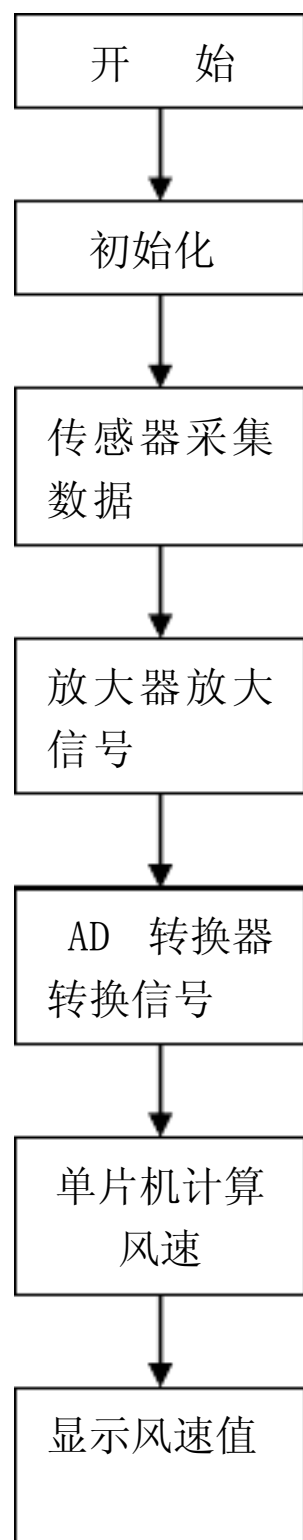 开 始
初始化
传感器采集
数据
放大器放大
信号
AD 转换器
转换信号
单片机计算
风速
显示风速值